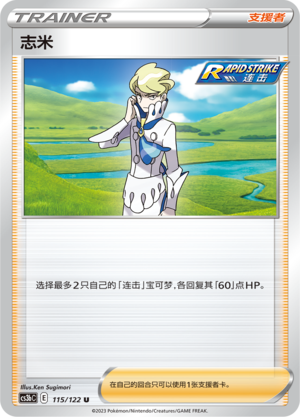 TRAINER 支援者
志米
RAPID STRIKE
连击
选择最多2只自己的「连击」宝可梦,各回复其「60」点HP。
Illus.Ken Sugimori
在自己的回合只可以使用1张支援者卡。
cs3bC E 115/122 U
©2023 Pokémon/Nintendo/Creatures/GAME FREAK.